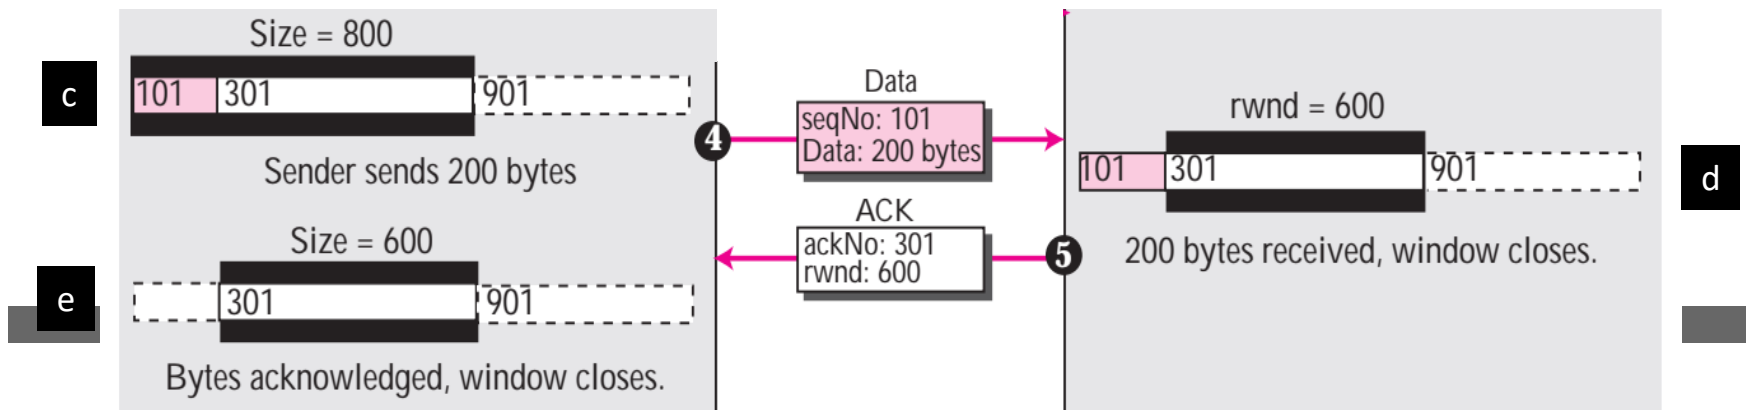 c
Size = 800
101 301 901
Sender sends 200 bytes
4
Data
seqNo: 101
Data: 200 bytes
rwnd = 600
101 301 901
d
200 bytes received, window closes.
ACK
ackNo: 301
rwnd: 600
5
e
Size = 600
301 901
Bytes acknowledged, window closes.